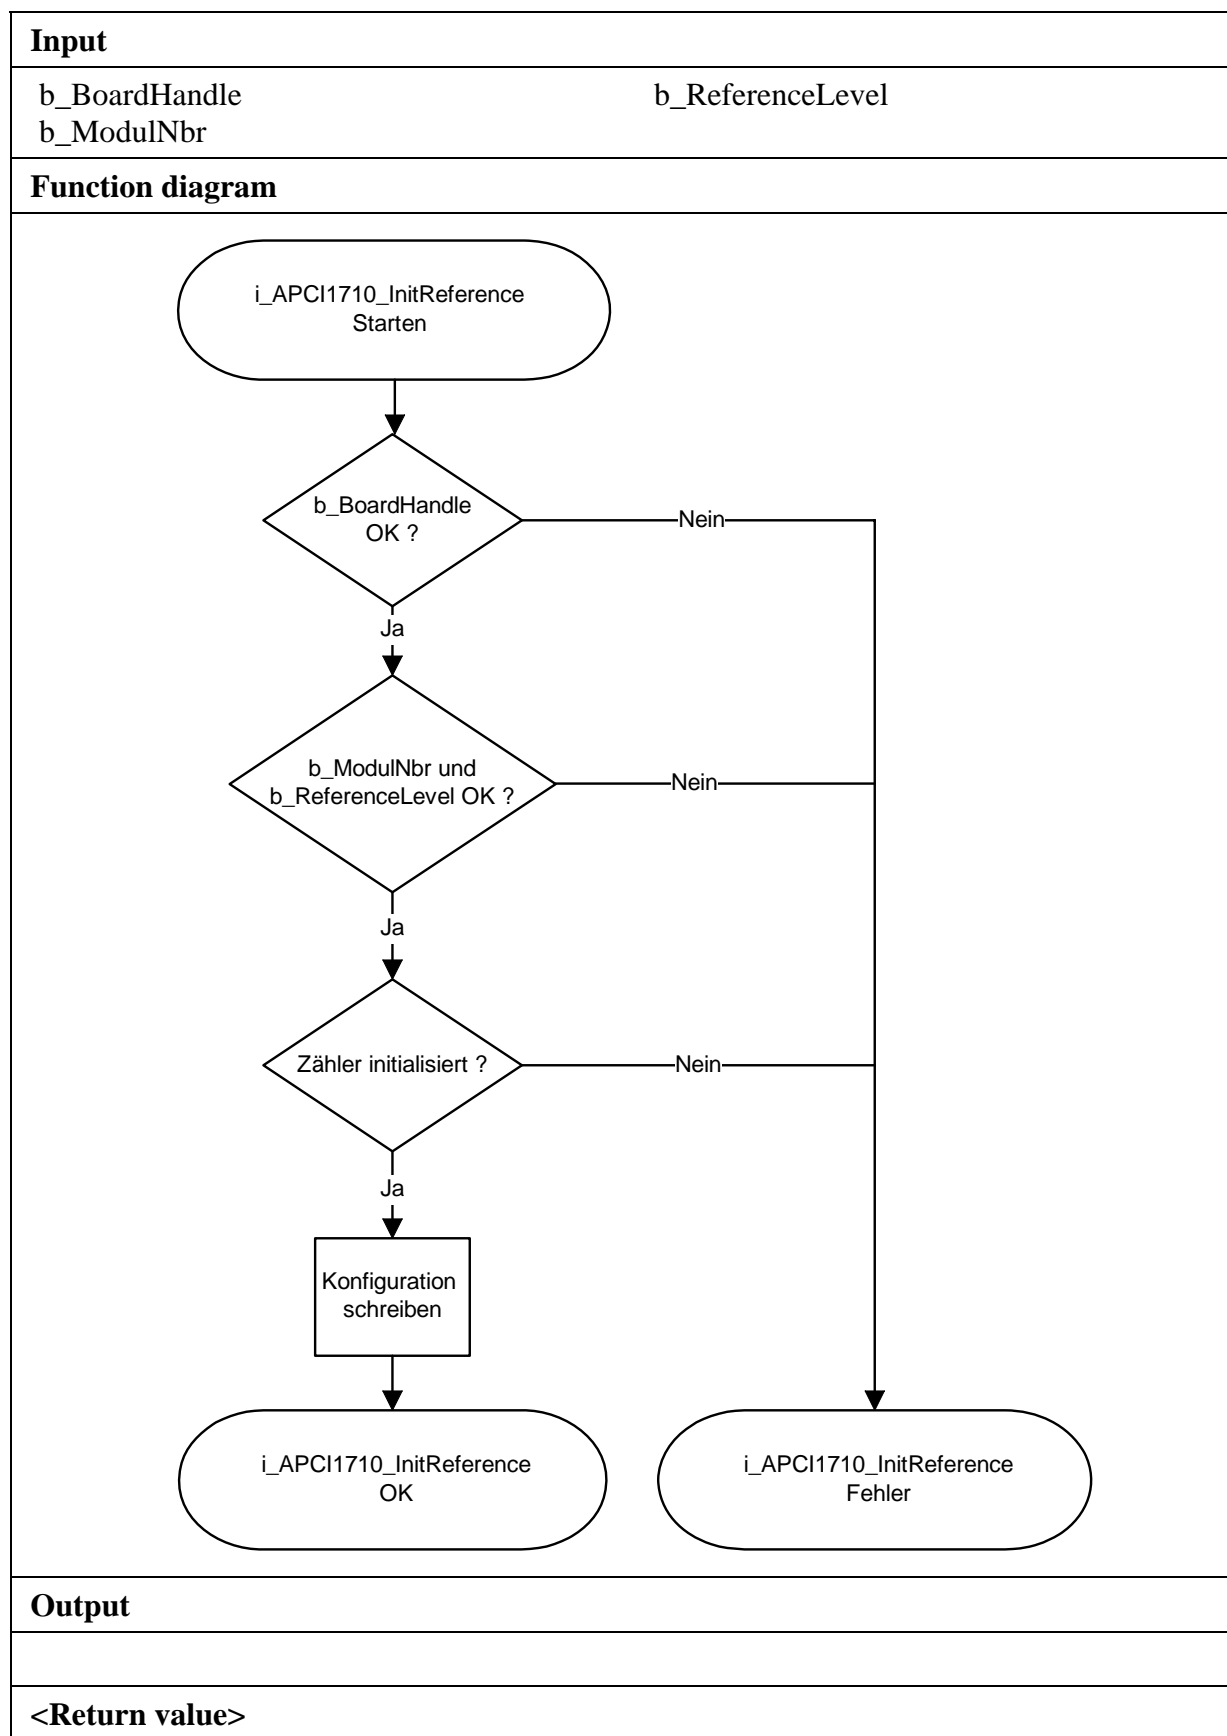 Input
b_BoardHandle b_ReferenceLevel
b_ModulNbr
Function diagram
i_APCI1710_InitReference
Starten
b_BoardHandle
OK ?
Nein
Ja
b_ModulNbr und
b_ReferenceLevel OK ?
Nein
Ja
Zähler initialisiert ?
Nein
Ja
Konfiguration
schreiben
i_APCI1710_InitReference
OK
i_APCI1710_InitReference
Fehler
Output
<Return value>